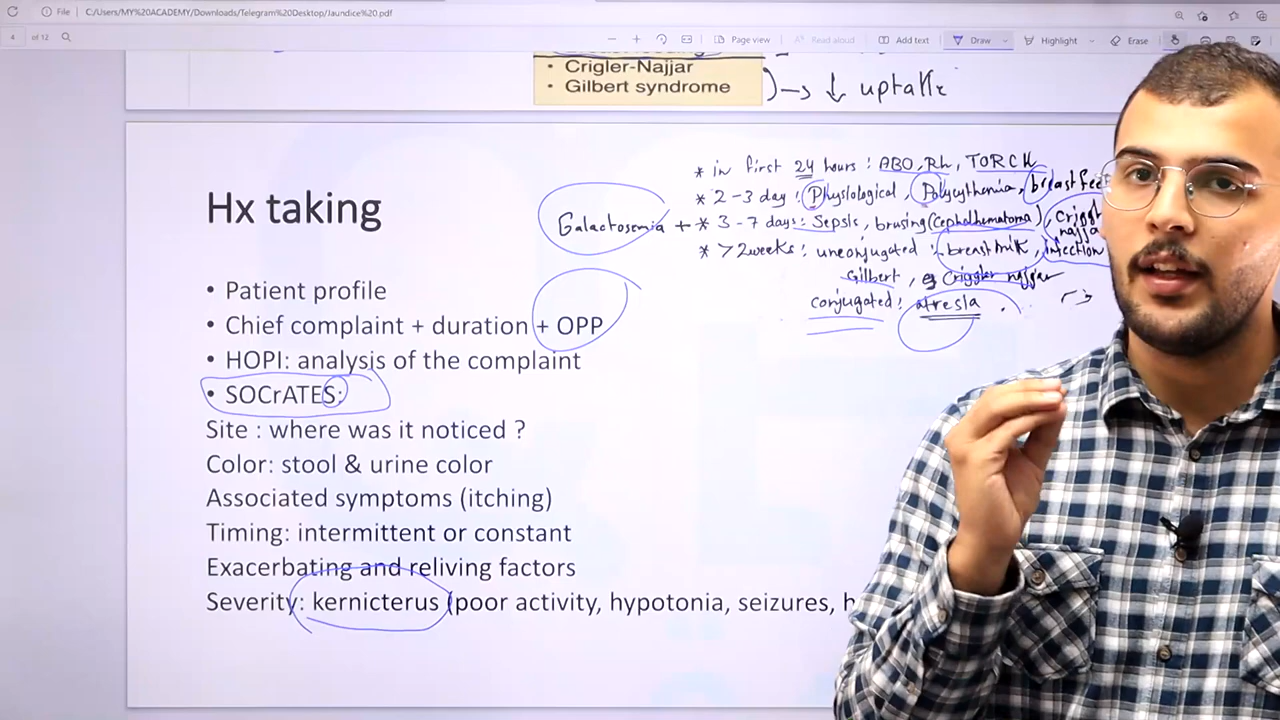 File C:/Users/MY%20ACADEMY/Downloads/Telegram%20Desktop/Jaundice%20.pdf
4 of 12
Page view
Read aloud
Add text
Draw
Highlight
Erase
• Crigler-Najjar
• Gilbert syndrome
→ ↓ uptake
Hx taking
* in first 24 hours : ABO, Rh, TORCH
* 2-3 day : Physiological, Polycythemia, breast fee
Galactosemia + * 3-7 days: Sepsis, brusing (Cephalhematoma), Criggl
najja
* >2weeks : unconjugated : breast milk, infection
Gilbert, Criggler najjar
conjugated : atresia
• Patient profile
• Chief complaint + duration + OPP
• HOPI: analysis of the complaint
• SOCrATES:
Site : where was it noticed ?
Color: stool & urine color
Associated symptoms (itching)
Timing: intermittent or constant
Exacerbating and reliving factors
Severity: kernicterus (poor activity, hypotonia, seizures, h